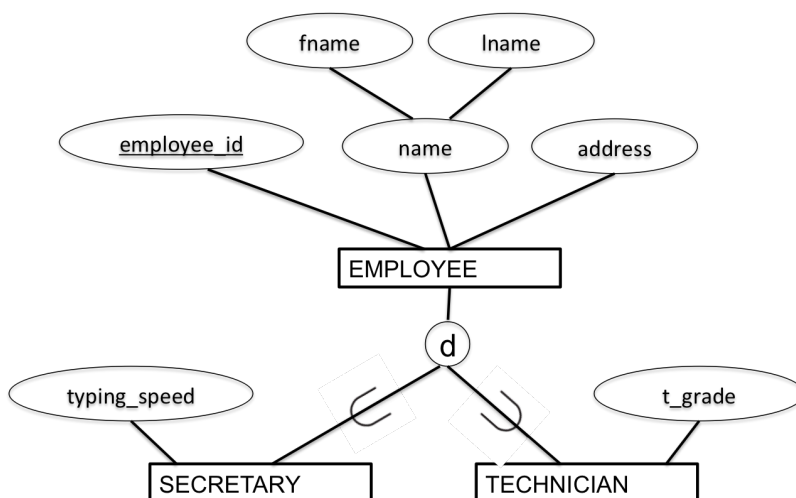 fname
lname
employee_id
name
address
EMPLOYEE
d
typing_speed
t_grade
SECRETARY
TECHNICIAN